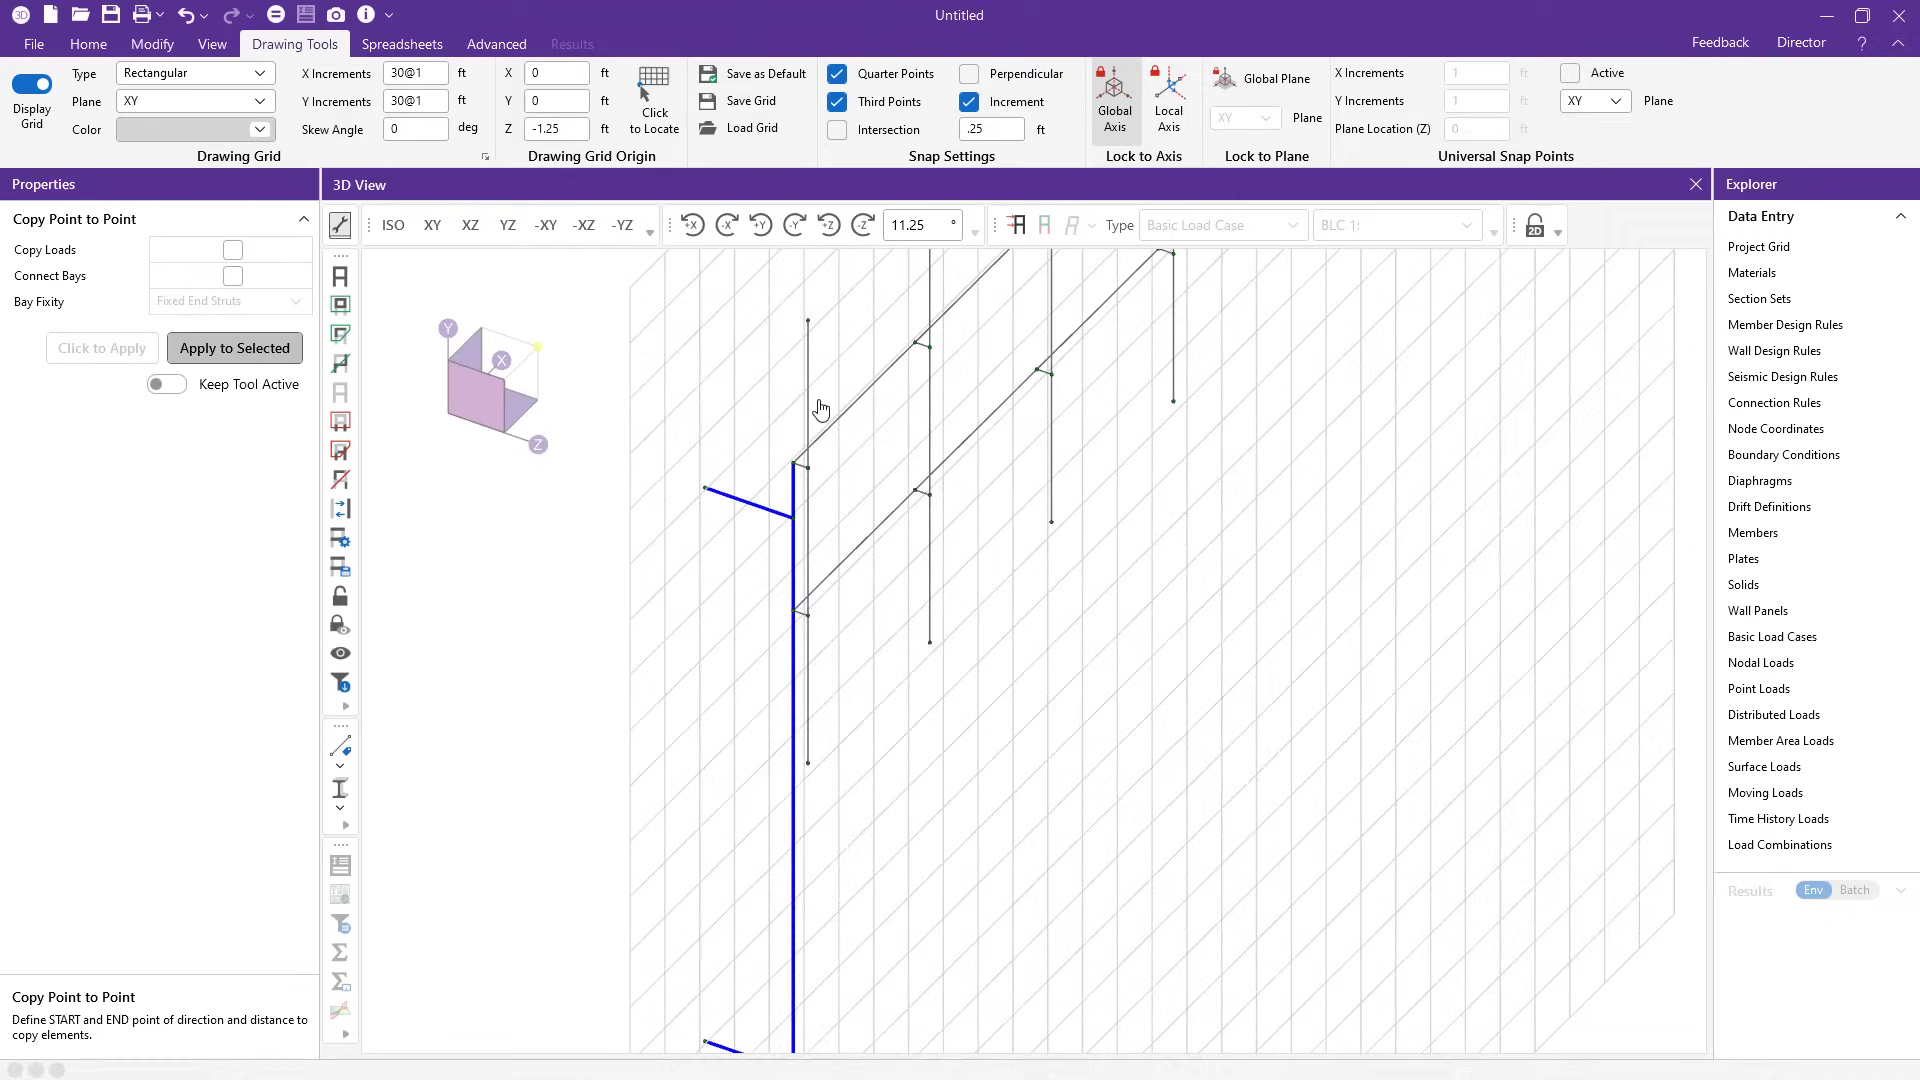 3D
Untitled
File Home Modify View Drawing Tools Spreadsheets Advanced Results
Feedback Director ?
Display Grid
Type Rectangular
Plane XY
Color
X Increments 30@1 ft
Y Increments 30@1 ft
Skew Angle 0 deg
Drawing Grid
X 0 ft
Y 0 ft
Z -1.25 ft
Click to Locate
Drawing Grid Origin
Save as Default
Save Grid
Load Grid
Quarter Points Perpendicular
Third Points Increment
Intersection .25 ft
Snap Settings
Global Axis
Local Axis
Lock to Axis
Global Plane
XY Plane
Lock to Plane
X Increments 1 ft
Y Increments 1 ft
Plane Location (Z) 0 ft
Active
XY Plane
Universal Snap Points
Properties
Copy Point to Point
Copy Loads
Connect Bays
Bay Fixity Fixed End Struts
Click to Apply Apply to Selected
Keep Tool Active
Copy Point to Point
Define START and END point of direction and distance to
copy elements.
3D View
ISO XY XZ YZ -XY -XZ -YZ
+X -X +Y -Y +Z -Z 11.25 °
Type Basic Load Case BLC 1:
2D
Y
X
Z
Explorer
Data Entry
Project Grid
Materials
Section Sets
Member Design Rules
Wall Design Rules
Seismic Design Rules
Connection Rules
Node Coordinates
Boundary Conditions
Diaphragms
Drift Definitions
Members
Plates
Solids
Wall Panels
Basic Load Cases
Nodal Loads
Point Loads
Distributed Loads
Member Area Loads
Surface Loads
Moving Loads
Time History Loads
Load Combinations
Results Env Batch